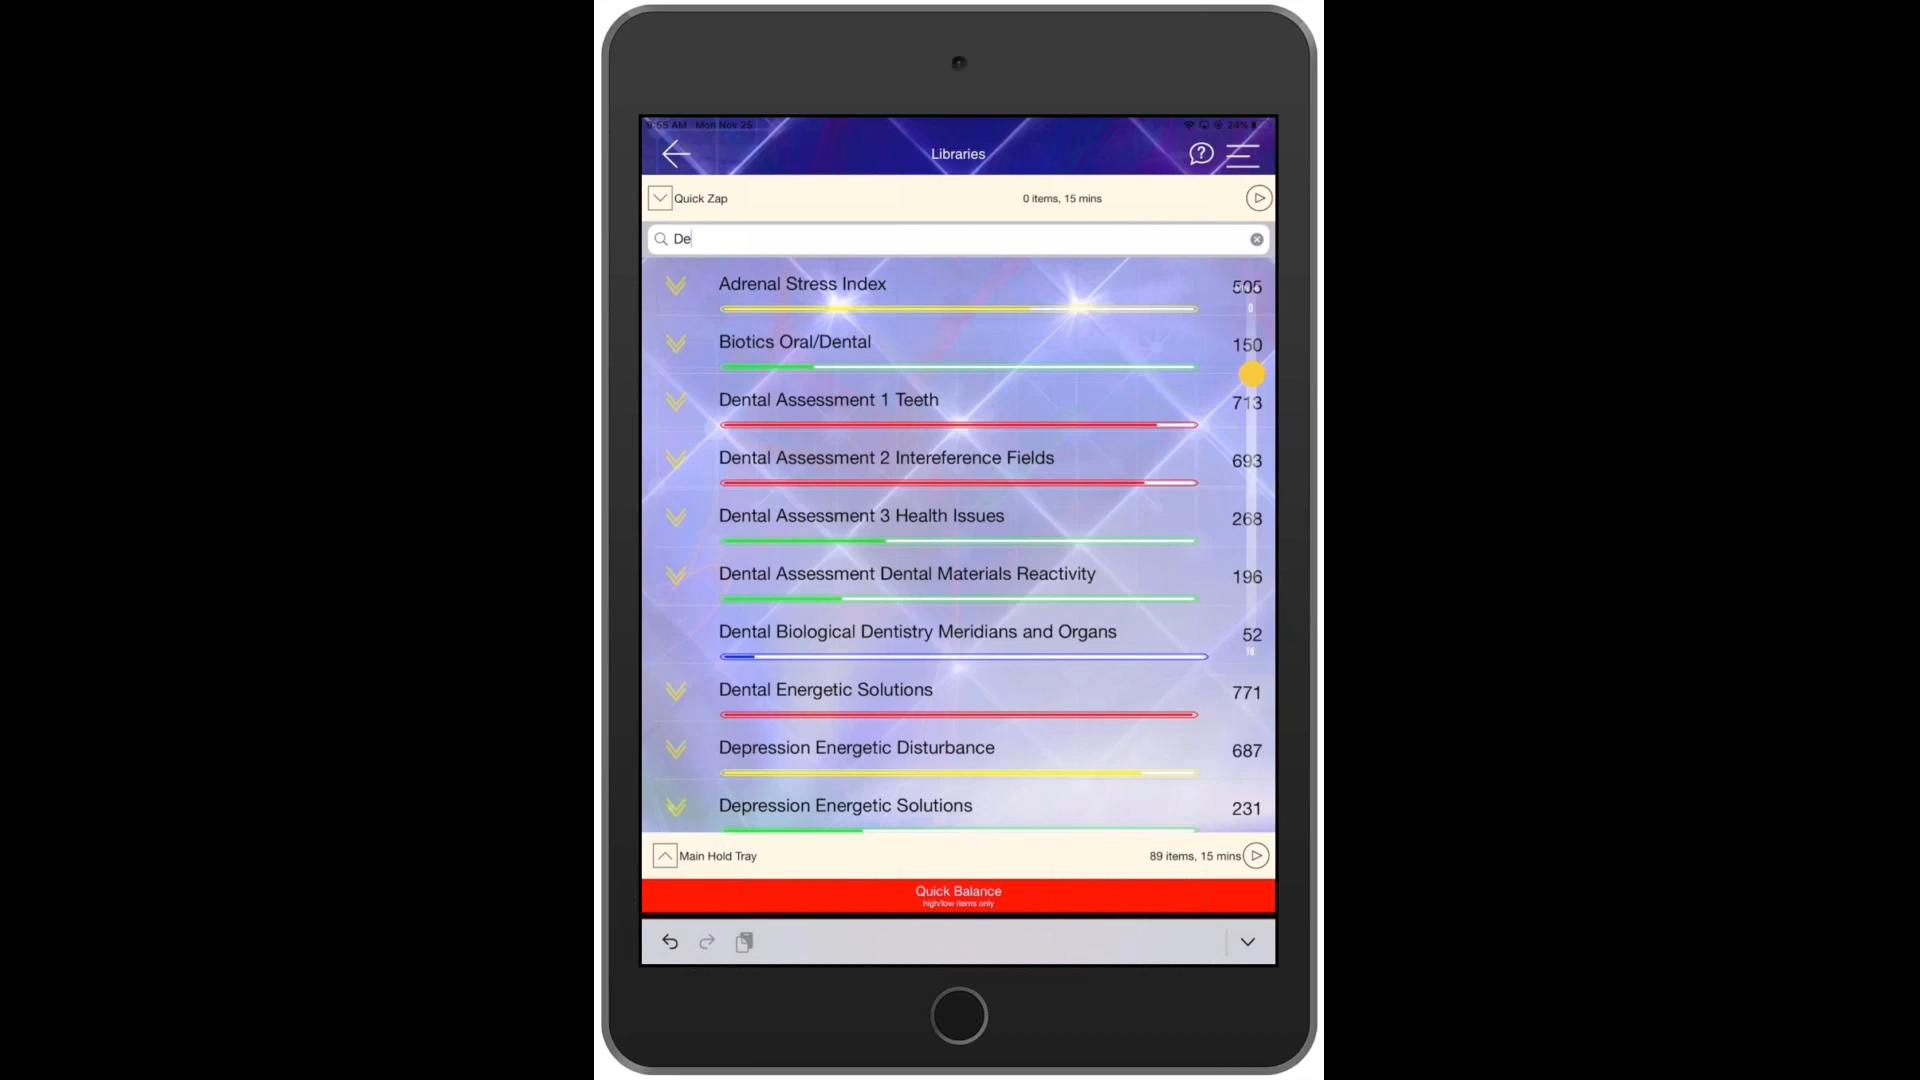 9:55 AM Mon Nov 25 24%
Libraries
Quick Zap 0 items, 15 mins
De
Adrenal Stress Index 505
0
Biotics Oral/Dental 150
Dental Assessment 1 Teeth 713
Dental Assessment 2 Intereference Fields 693
Dental Assessment 3 Health Issues 268
Dental Assessment Dental Materials Reactivity 196
Dental Biological Dentistry Meridians and Organs 52
16
Dental Energetic Solutions 771
Depression Energetic Disturbance 687
Depression Energetic Solutions 231
Main Hold Tray 89 items, 15 mins
Quick Balance
high/low items only